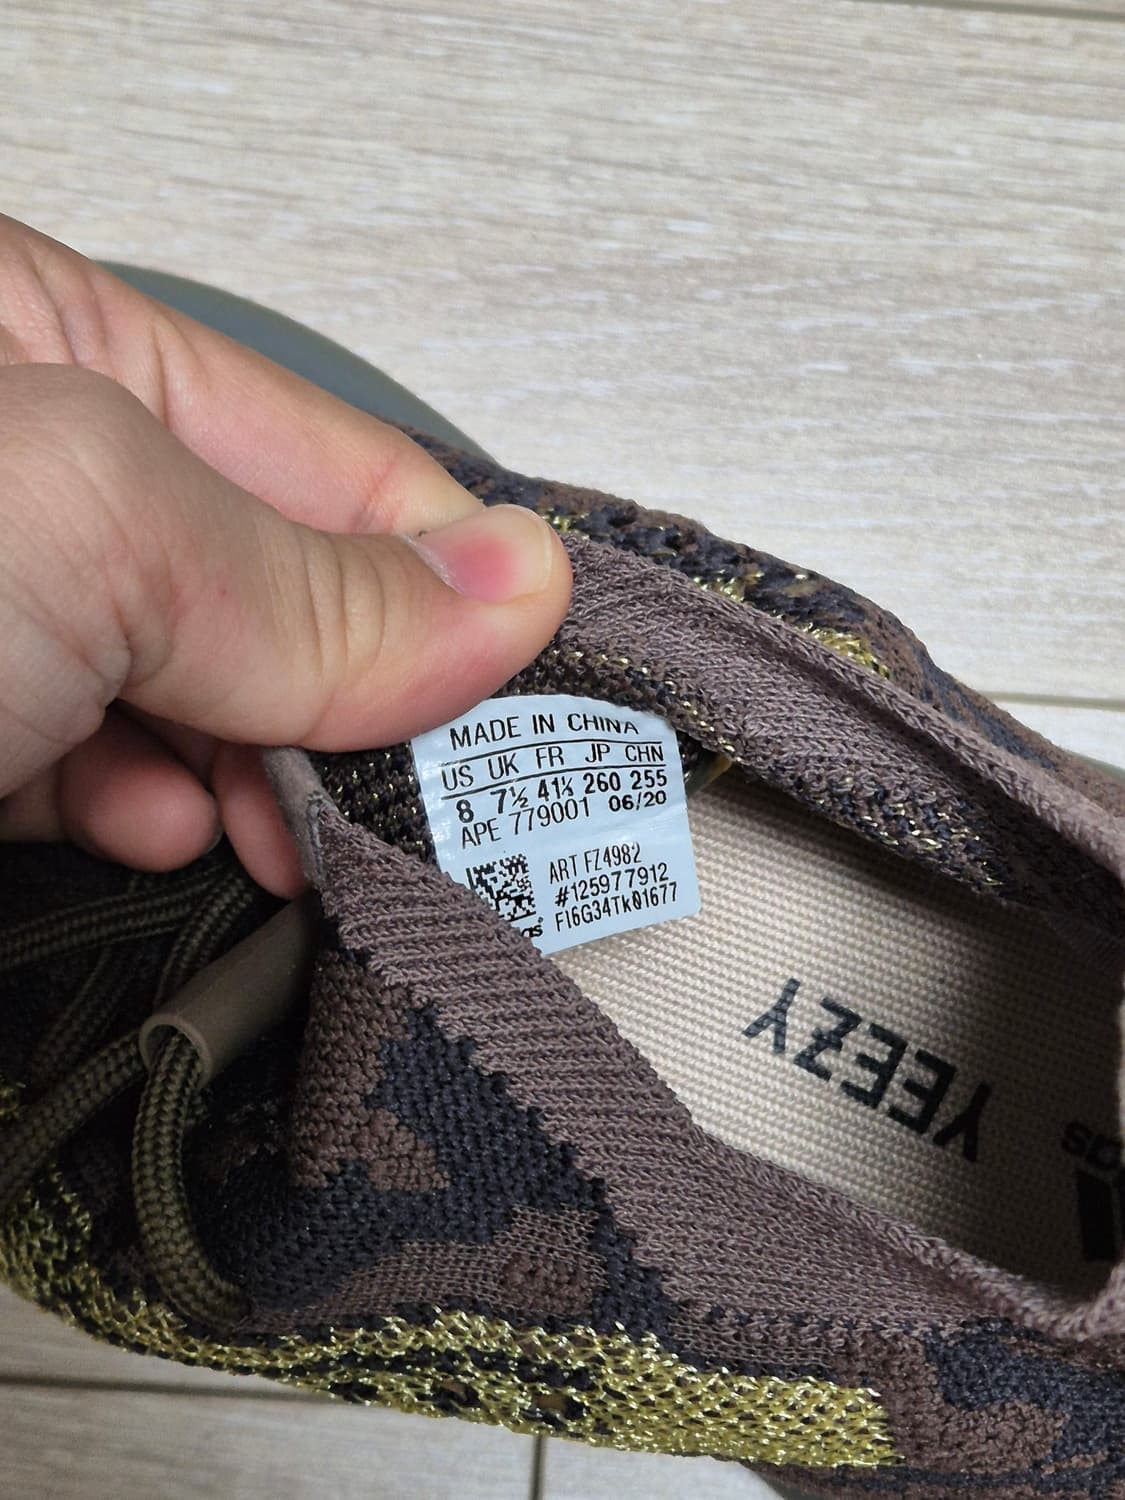 MADE IN CHINA
US UK FR JP CHN
8 7½ 41⅓ 260 255
APE 779001 06/20
ART FZ4982
#125977912
FI6G34Tk01677
YEEZY